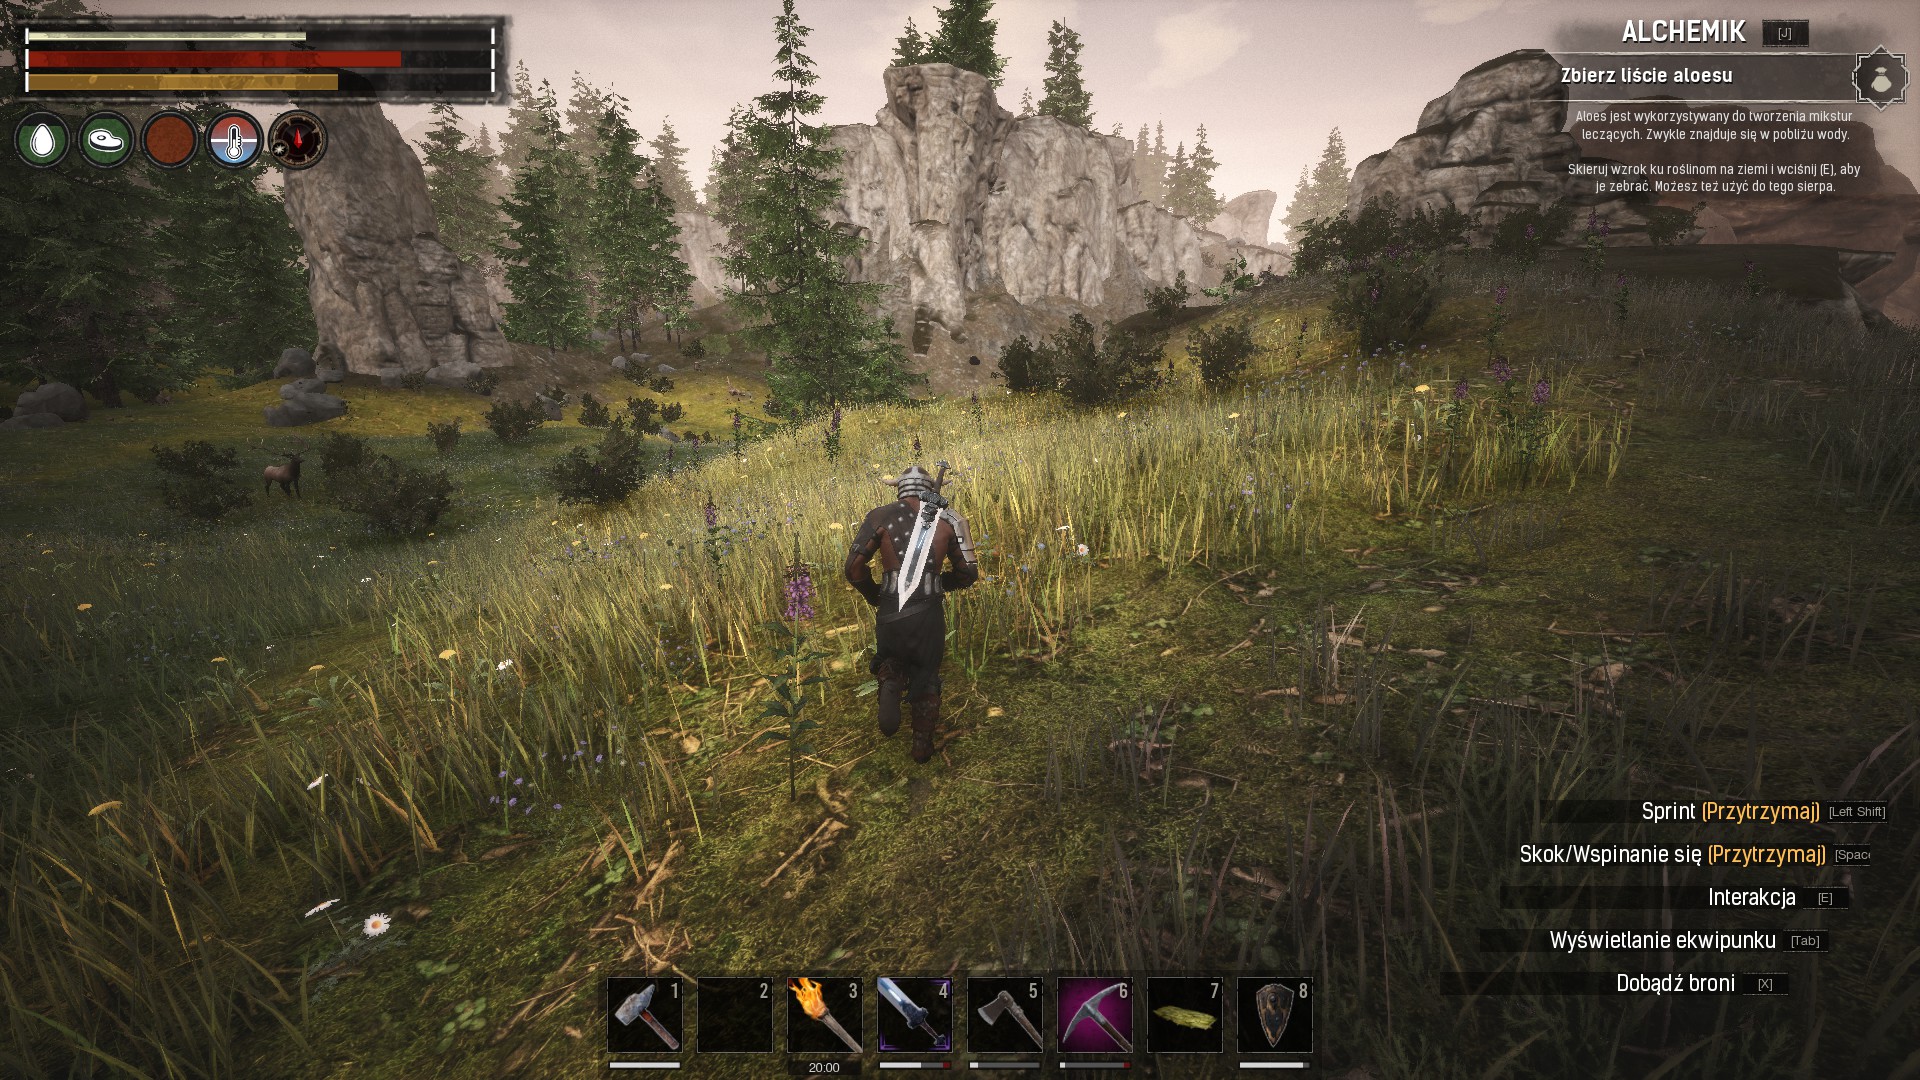 ALCHEMIK [J]
Zbierz liście aloesu
Aloes jest wykorzystywany do tworzenia mikstur
leczących. Zwykle znajduje się w pobliżu wody.
Skieruj wzrok ku roślinom na ziemi i wciśnij (E), aby
je zebrać. Możesz też użyć do tego sierpa.
Sprint (Przytrzymaj) [Left Shift]
Skok/Wspinanie się (Przytrzymaj) [Spac
Interakcja [E]
Wyświetlanie ekwipunku [Tab]
Dobądź broni [X]
1 2 3 4 5 6 7 8
20:00